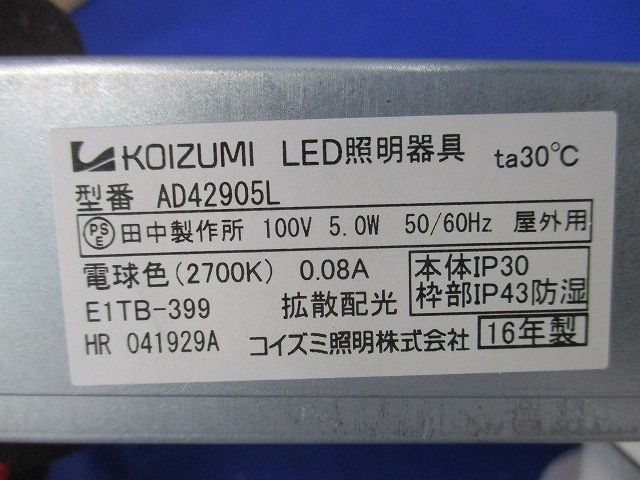 KOIZUMI LED照明器具 ta30℃
型番 AD42905L
PSE 田中製作所 100V 5.0W 50/60Hz 屋外用
電球色(2700K) 0.08A 本体IP30
E1TB-399 拡散配光 枠部IP43防湿
HR 041929A コイズミ照明株式会社 16年製